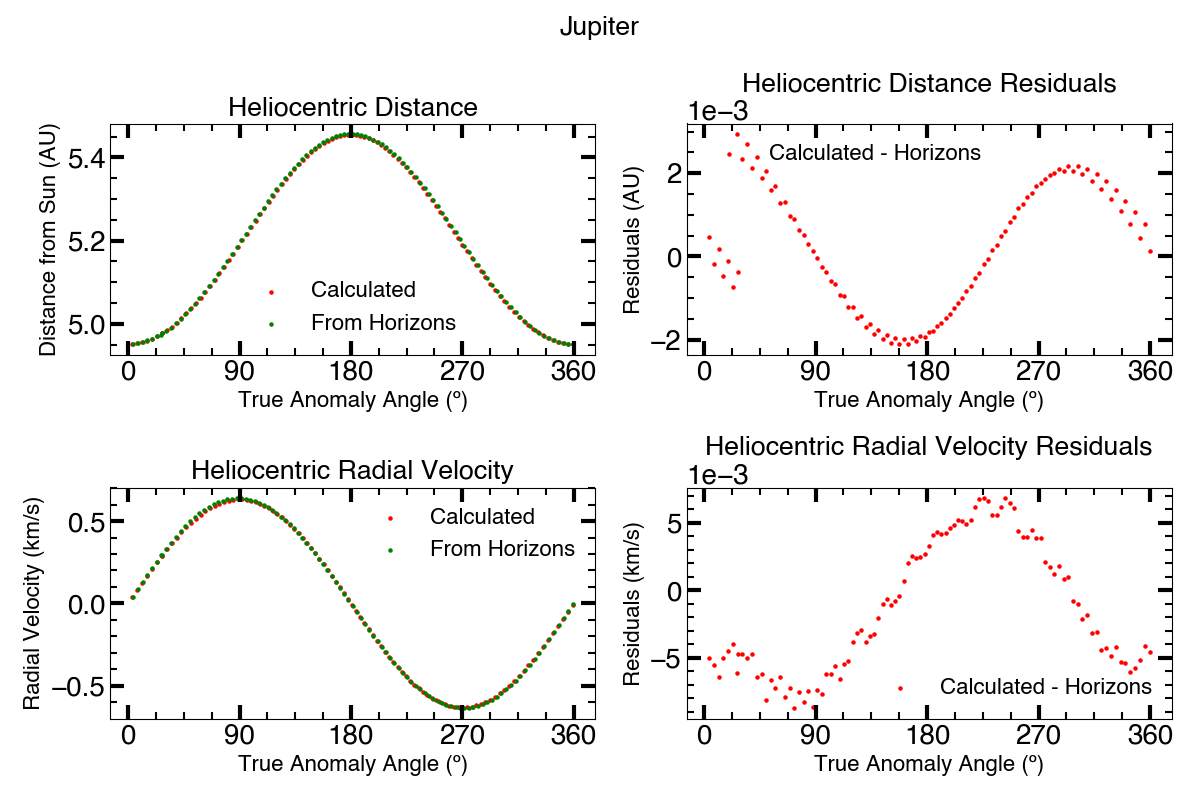 Jupiter
Heliocentric Distance
Distance from Sun (AU)
5.4
5.2
5.0
Calculated
From Horizons
0 90 180 270 360
True Anomaly Angle (º)
Heliocentric Distance Residuals
1e−3
Residuals (AU)
2
0
−2
Calculated - Horizons
0 90 180 270 360
True Anomaly Angle (º)
Heliocentric Radial Velocity
Radial Velocity (km/s)
0.5
0.0
−0.5
Calculated
From Horizons
0 90 180 270 360
True Anomaly Angle (º)
Heliocentric Radial Velocity Residuals
1e−3
Residuals (km/s)
5
0
−5
Calculated - Horizons
0 90 180 270 360
True Anomaly Angle (º)